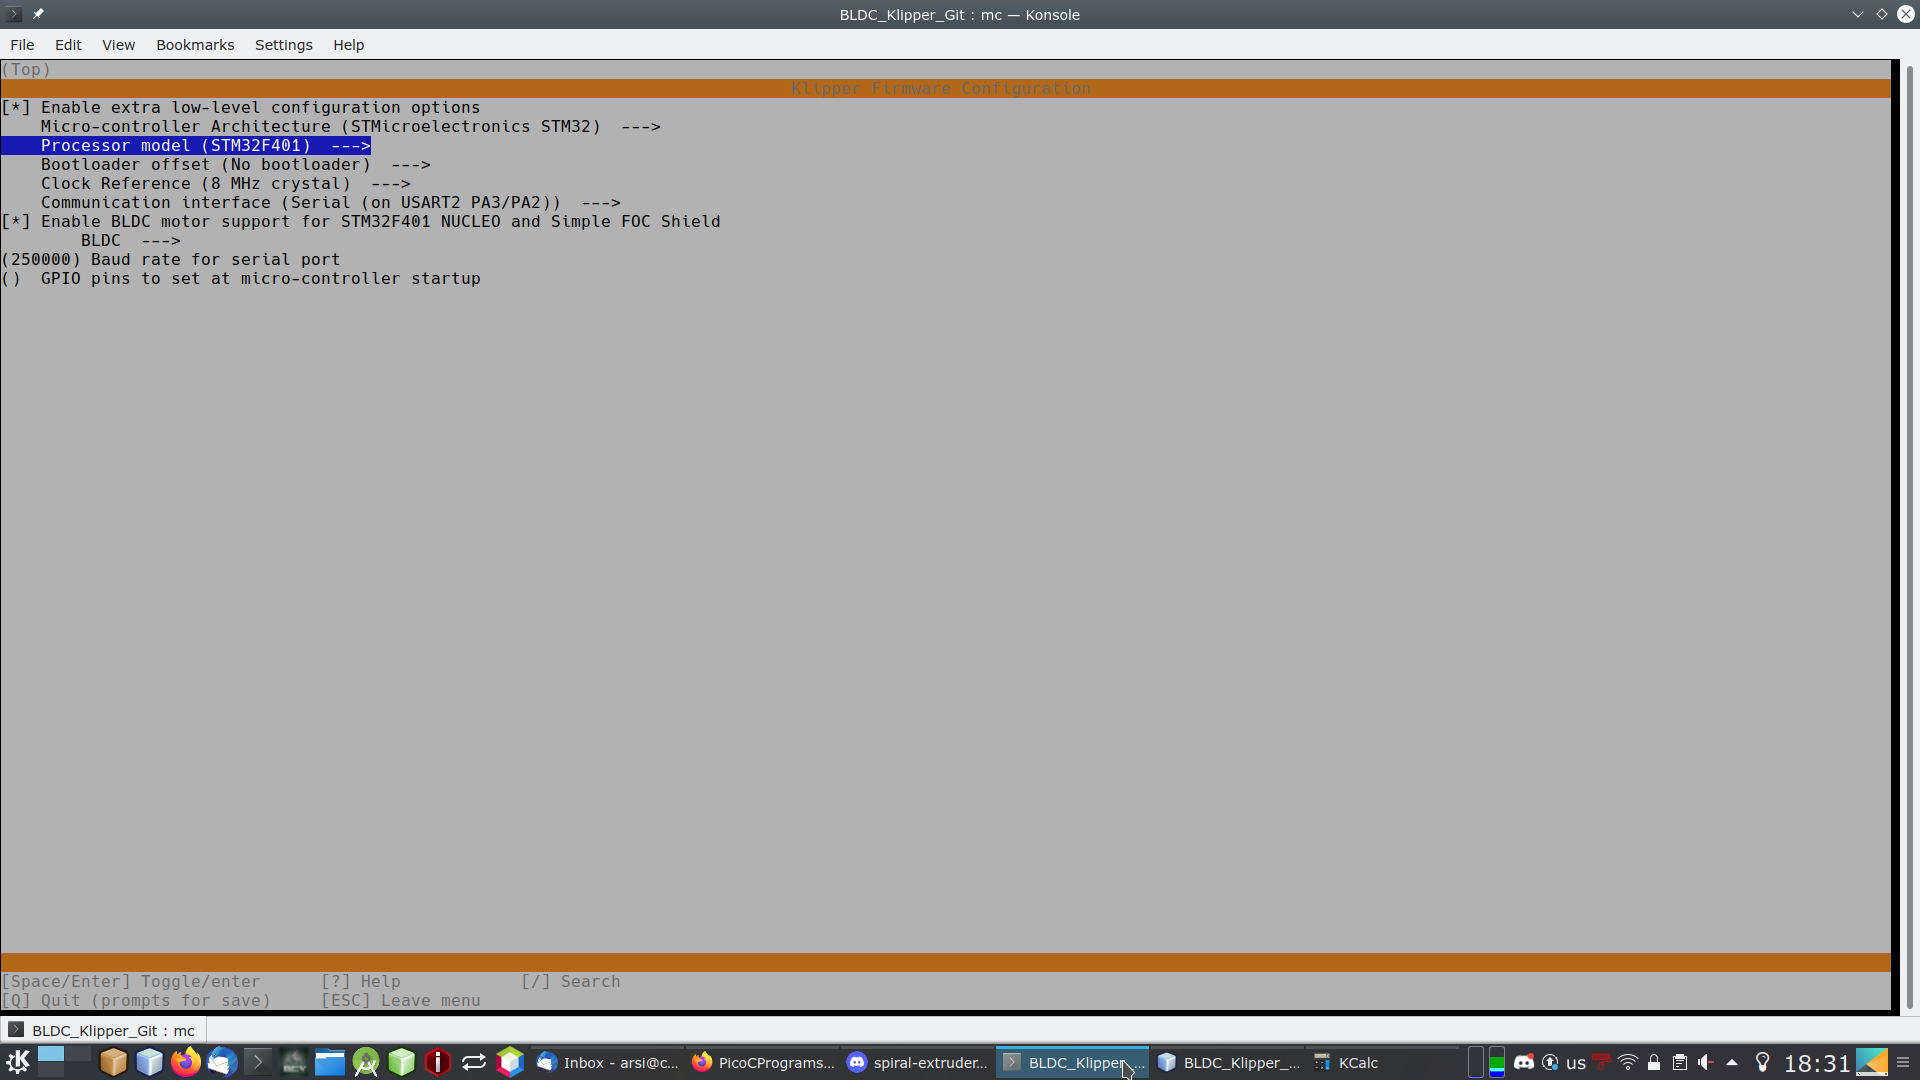 BLDC_Klipper_Git : mc — Konsole
File Edit View Bookmarks Settings Help
(Top)
Klipper Firmware Configuration
[*] Enable extra low-level configuration options
Micro-controller Architecture (STMicroelectronics STM32) --->
Processor model (STM32F401) --->
Bootloader offset (No bootloader) --->
Clock Reference (8 MHz crystal) --->
Communication interface (Serial (on USART2 PA3/PA2)) --->
[*] Enable BLDC motor support for STM32F401 NUCLEO and Simple FOC Shield
BLDC --->
(250000) Baud rate for serial port
() GPIO pins to set at micro-controller startup
[Space/Enter] Toggle/enter [?] Help [/] Search
[Q] Quit (prompts for save) [ESC] Leave menu
BLDC_Klipper_Git : mc
Inbox - arsi@c... PicoCPrograms... spiral-extruder... BLDC_Klipper_... BLDC_Klipper_... KCalc us 18:31